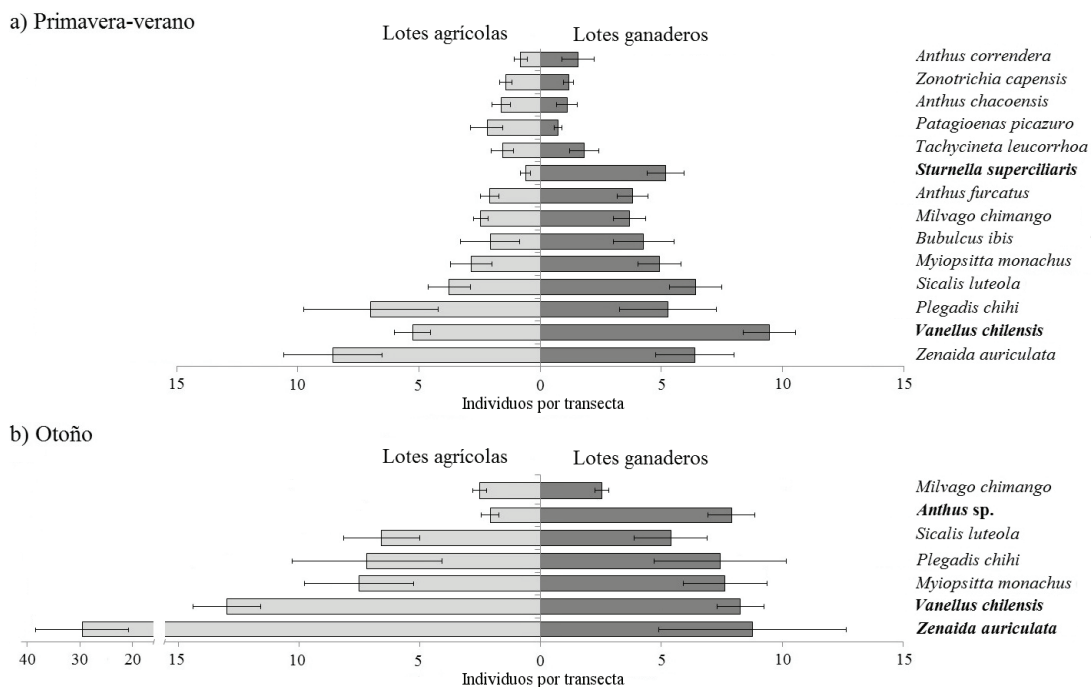 a) Primavera-verano
Lotes agrícolas Lotes ganaderos
Anthus correndera
Zonotrichia capensis
Anthus chacoensis
Patagioenas picazuro
Tachycineta leucorrhoa
Sturnella superciliaris
Anthus furcatus
Milvago chimango
Bubulcus ibis
Myiopsitta monachus
Sicalis luteola
Plegadis chihi
Vanellus chilensis
Zenaida auriculata
15 10 5 0 5 10 15
Individuos por transecta
b) Otoño
Lotes agrícolas Lotes ganaderos
Milvago chimango
Anthus sp.
Sicalis luteola
Plegadis chihi
Myiopsitta monachus
Vanellus chilensis
Zenaida auriculata
40 30 20 15 10 5 0 5 10 15
Individuos por transecta